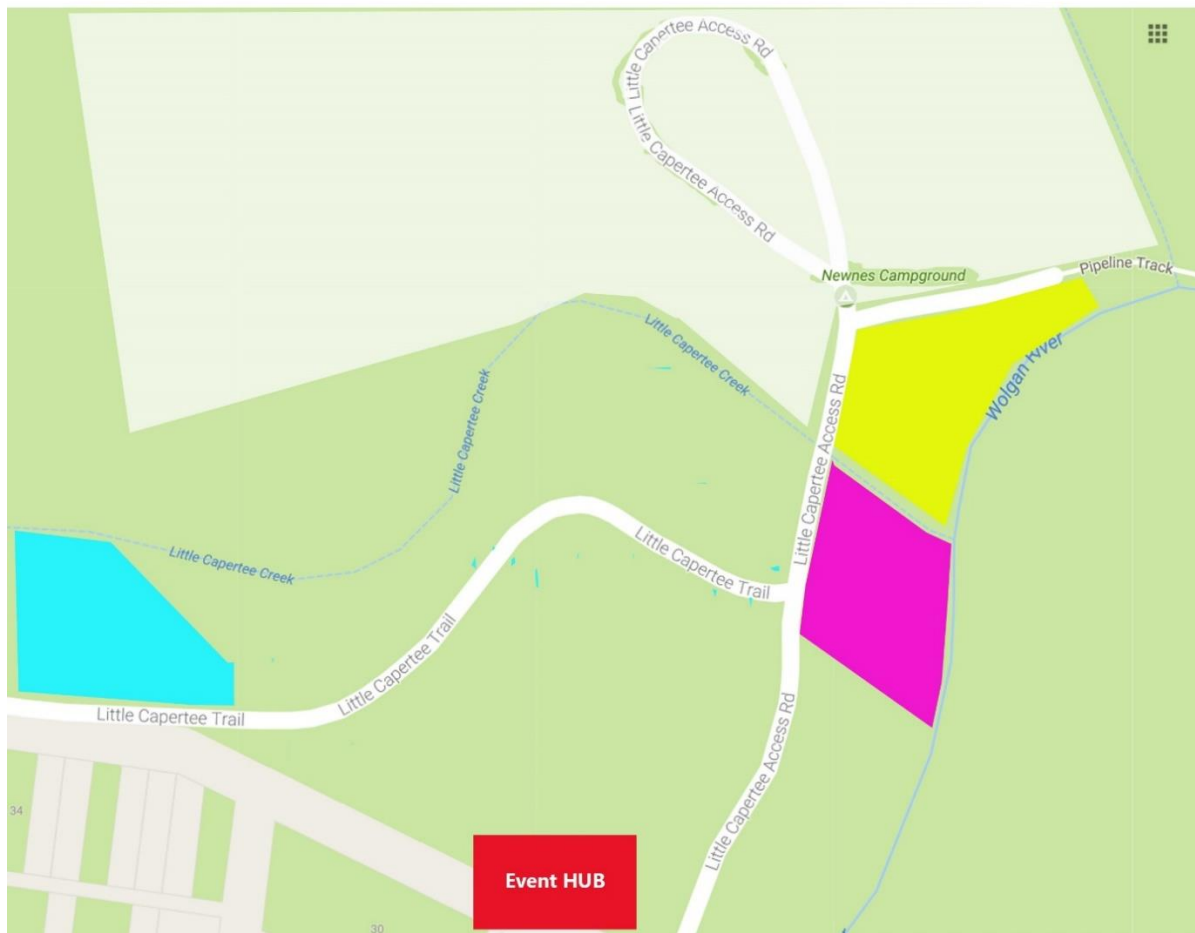 Little Capertee Access Rd
Little Capertee Access Rd
Newnes Campground
Pipeline Track
Little Capertee Creek
Wolgan River
Little Capertee Creek
Little Capertee Access Rd
Little Capertee Creek
Little Capertee Trail
Little Capertee Trail
Little Capertee Trail
Little Capertee Access Rd
34
Event HUB
30